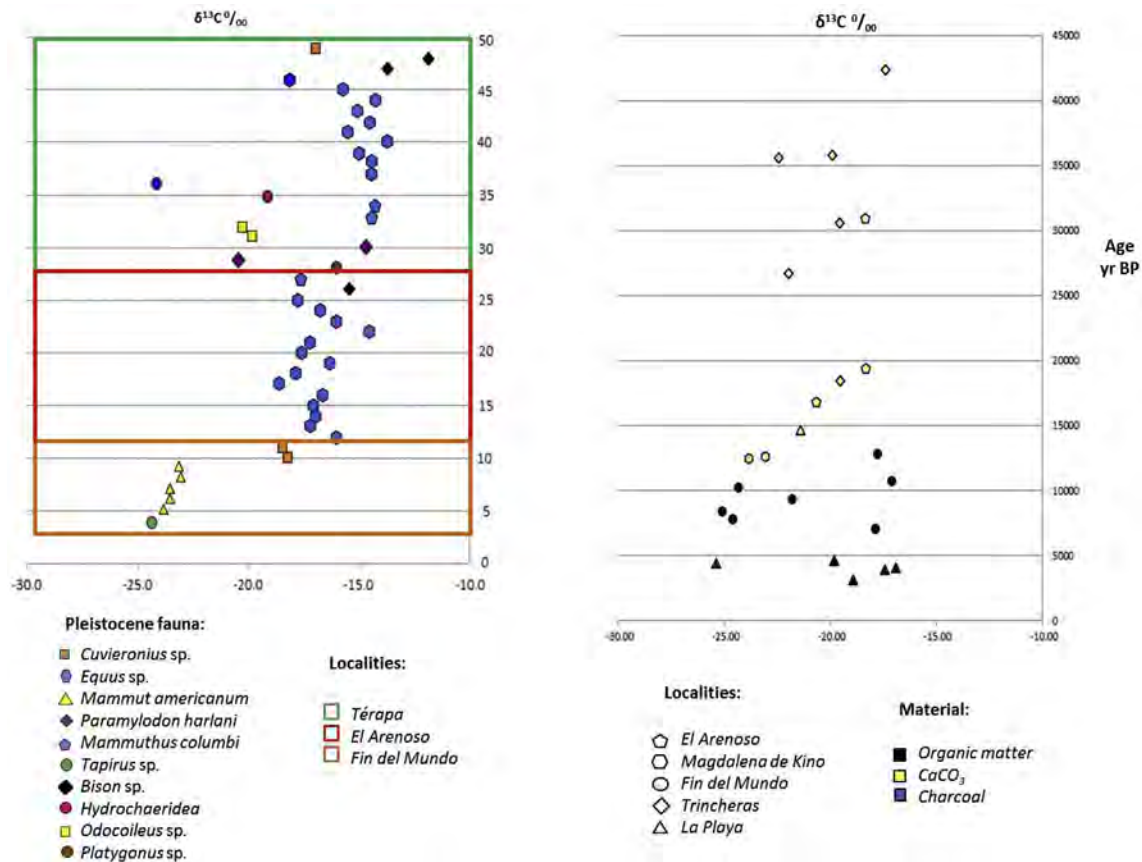 δ¹³C ⁰/₀₀
50
45
40
35
30
25
20
15
10
5
0
-30.0 -25.0 -20.0 -15.0 -10.0
Pleistocene fauna:
Cuvieronius sp.
Equus sp.
Mammut americanum
Paramylodon harlani
Mammuthus columbi
Tapirus sp.
Bison sp.
Hydrochaeridea
Odocoileus sp.
Platygonus sp.
Localities:
Térapa
El Arenoso
Fin del Mundo
δ¹³C ⁰/₀₀
45000
40000
35000
30000
25000
20000
15000
10000
5000
0
Age
yr BP
-30.00 -25.00 -20.00 -15.00 -10.00
Localities:
El Arenoso
Magdalena de Kino
Fin del Mundo
Trincheras
La Playa
Material:
Organic matter
CaCO₃
Charcoal